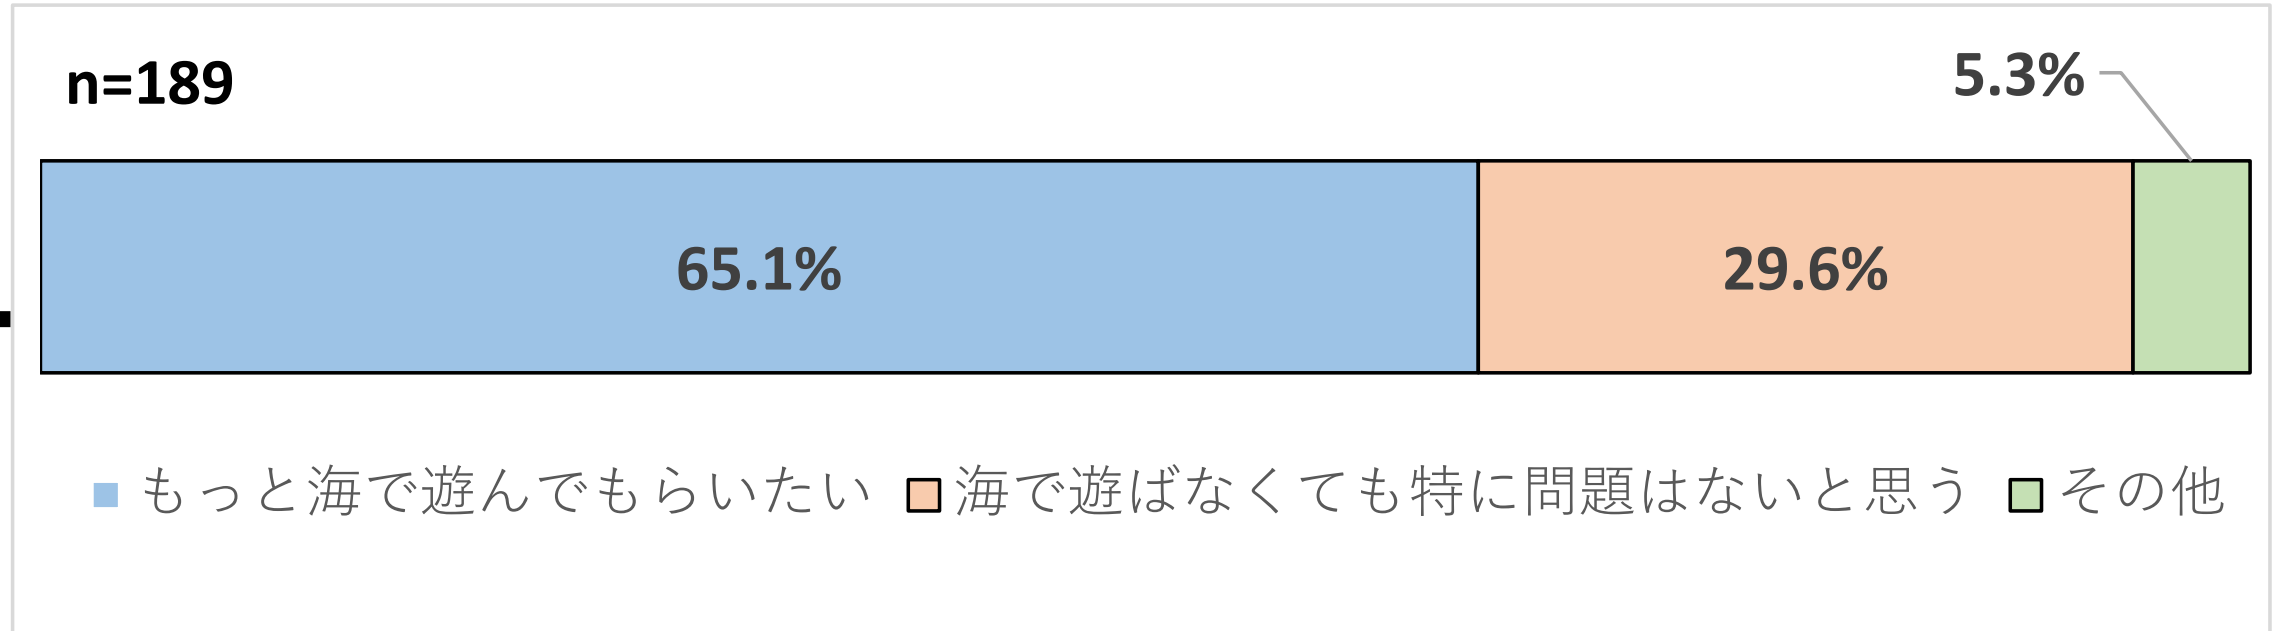 n=189
5.3%
65.1%
29.6%
もっと海で遊んでもらいたい 海で遊ばなくても特に問題はないと思う その他